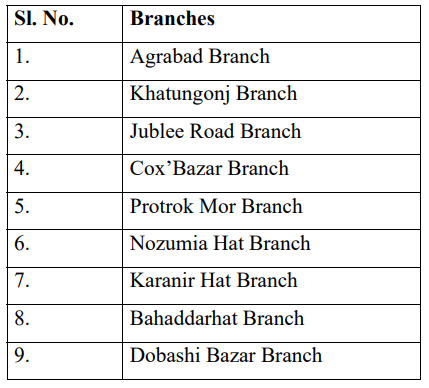 Sl. No. Branches
1. Agrabad Branch
2. Khatungonj Branch
3. Jublee Road Branch
4. Cox’Bazar Branch
5. Protrok Mor Branch
6. Nozumia Hat Branch
7. Karanir Hat Branch
8. Bahaddarhat Branch
9. Dobashi Bazar Branch